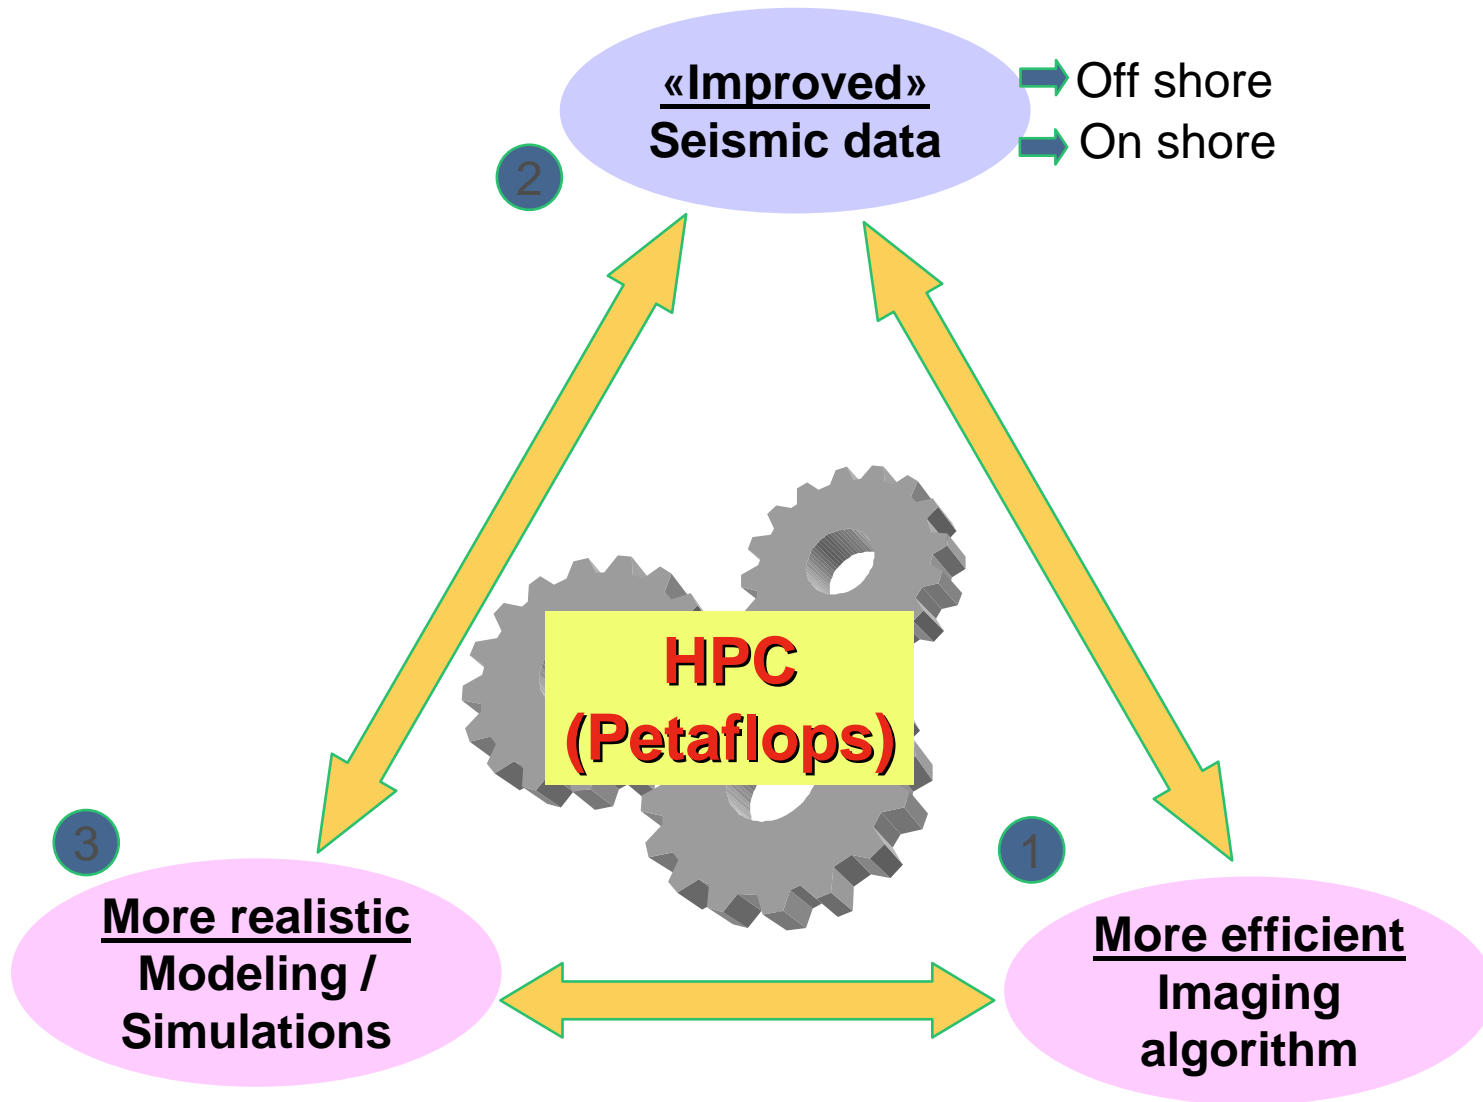 «Improved»
Seismic data
Off shore
On shore
2
HPC
(Petaflops)
3
More realistic
Modeling /
Simulations
1
More efficient
Imaging
algorithm